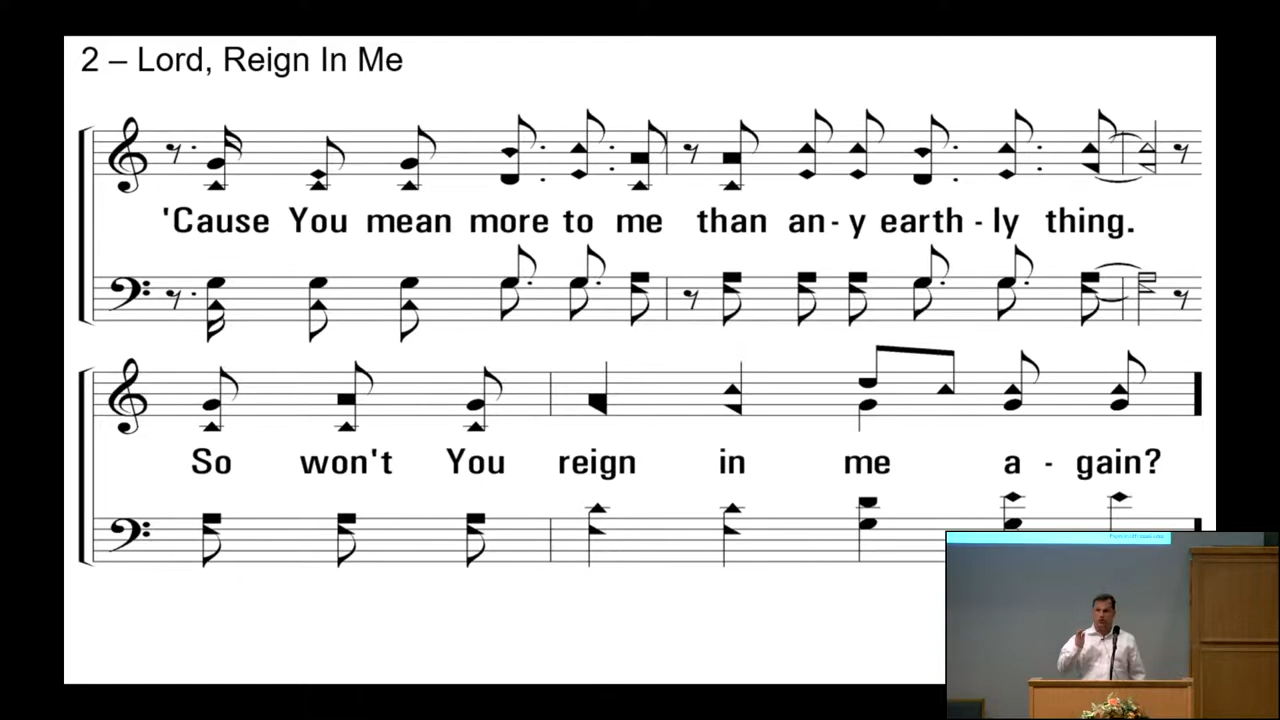 2 – Lord, Reign In Me
'Cause You mean more to me than an - y earth - ly thing.
So won't You reign in me a - gain?